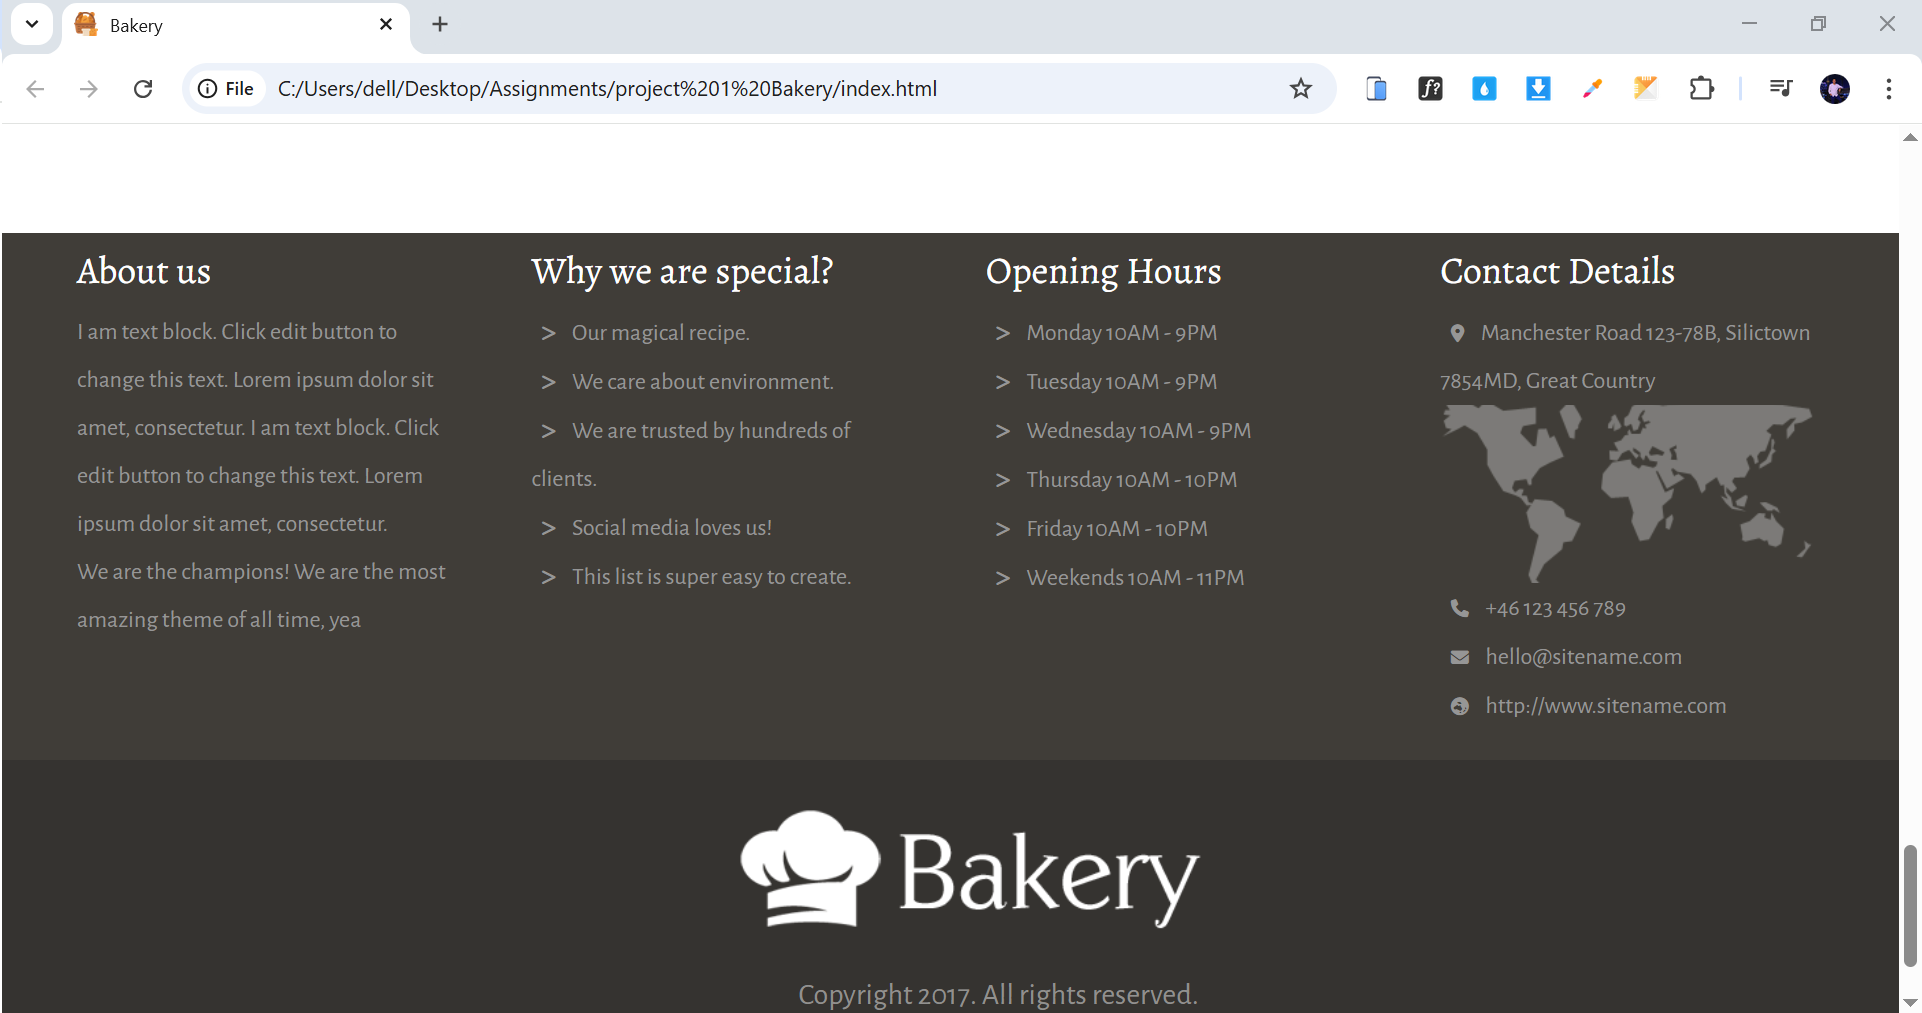 Bakery
File
C:/Users/dell/Desktop/Assignments/project%201%20Bakery/index.html
f?
About us
I am text block. Click edit button to
change this text. Lorem ipsum dolor sit
amet, consectetur. I am text block. Click
edit button to change this text. Lorem
ipsum dolor sit amet, consectetur.
We are the champions! We are the most
amazing theme of all time, yea
Why we are special?
> Our magical recipe.
> We care about environment.
> We are trusted by hundreds of
clients.
> Social media loves us!
> This list is super easy to create.
Opening Hours
> Monday 10AM - 9PM
> Tuesday 10AM - 9PM
> Wednesday 10AM - 9PM
> Thursday 10AM - 10PM
> Friday 10AM - 10PM
> Weekends 10AM - 11PM
Contact Details
Manchester Road 123-78B, Silictown
7854MD, Great Country
+46 123 456 789
hello@sitename.com
http://www.sitename.com
Bakery
Copyright 2017. All rights reserved.